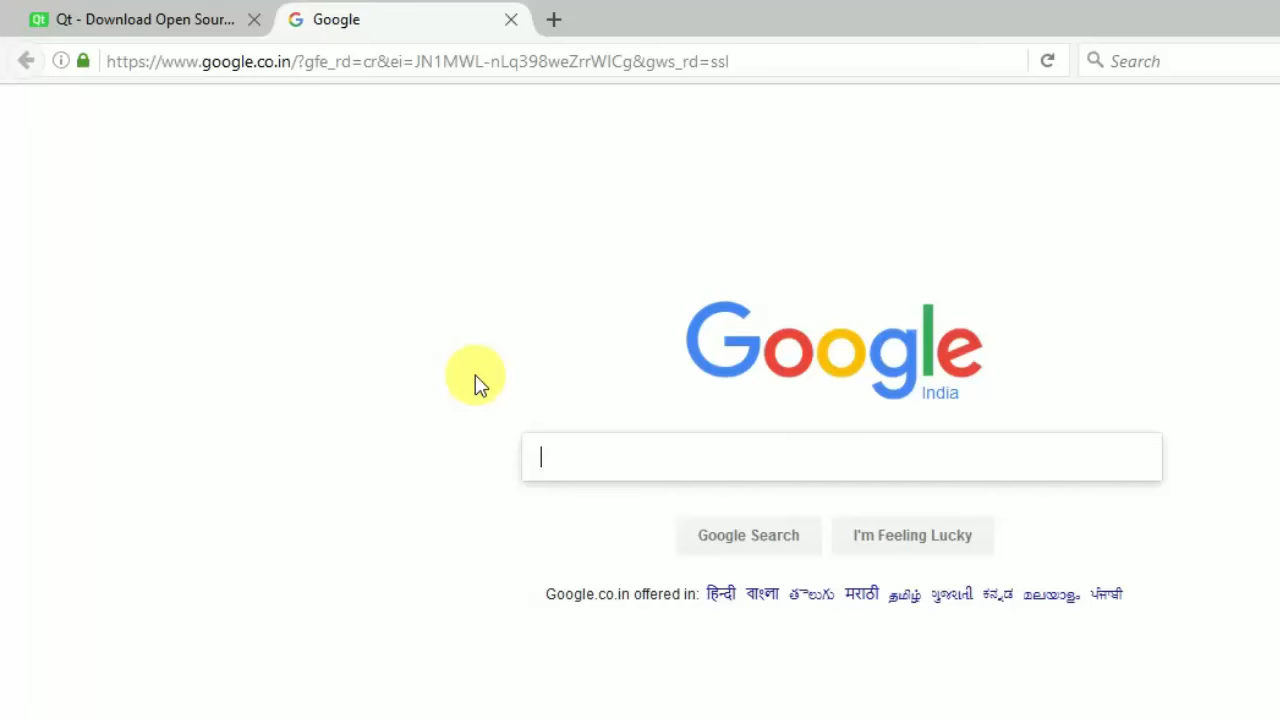 Qt - Download Open Sour...
Google
https://www.google.co.in/?gfe_rd=cr&ei=JN1MWL-nLq398weZrrWICg&gws_rd=ssl
Search
Google
India
Google Search
I'm Feeling Lucky
Google.co.in offered in: हिन्दी বাংলা తెలుగు मराठी தமிழ் ગુજરાતી ಕನ್ನಡ മലയാളം ਪੰਜਾਬੀ